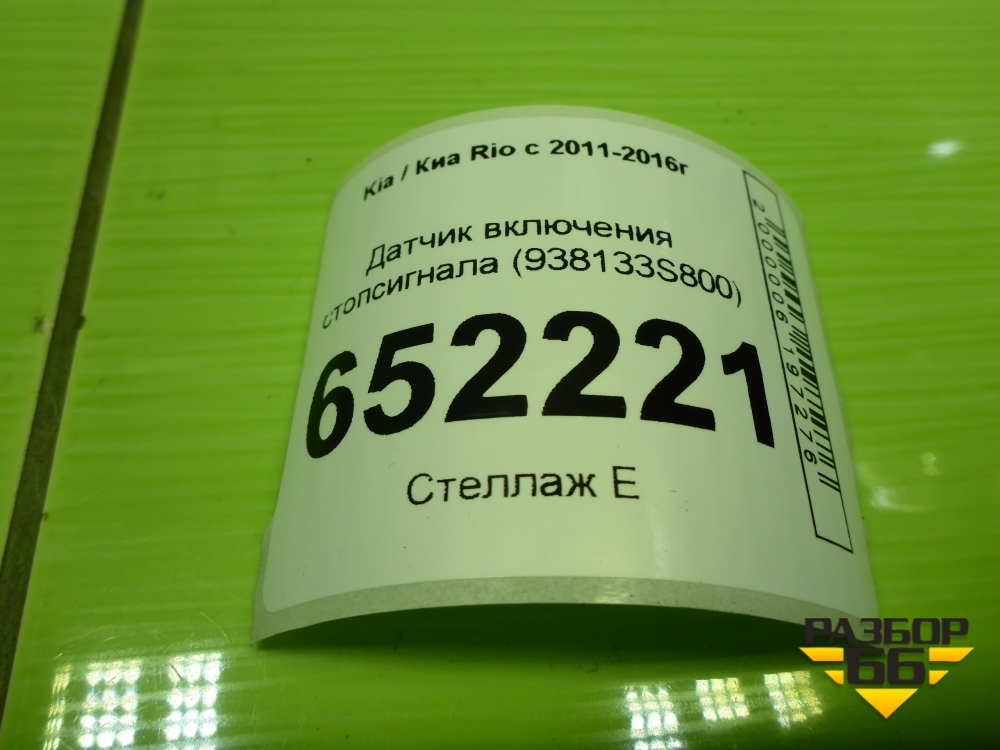 Kia / Киа Rio с 2011-2016г
Датчик включения
стопсигнала (938133S800)
652221
Стеллаж Е
2000006197276
РАЗБОР
66